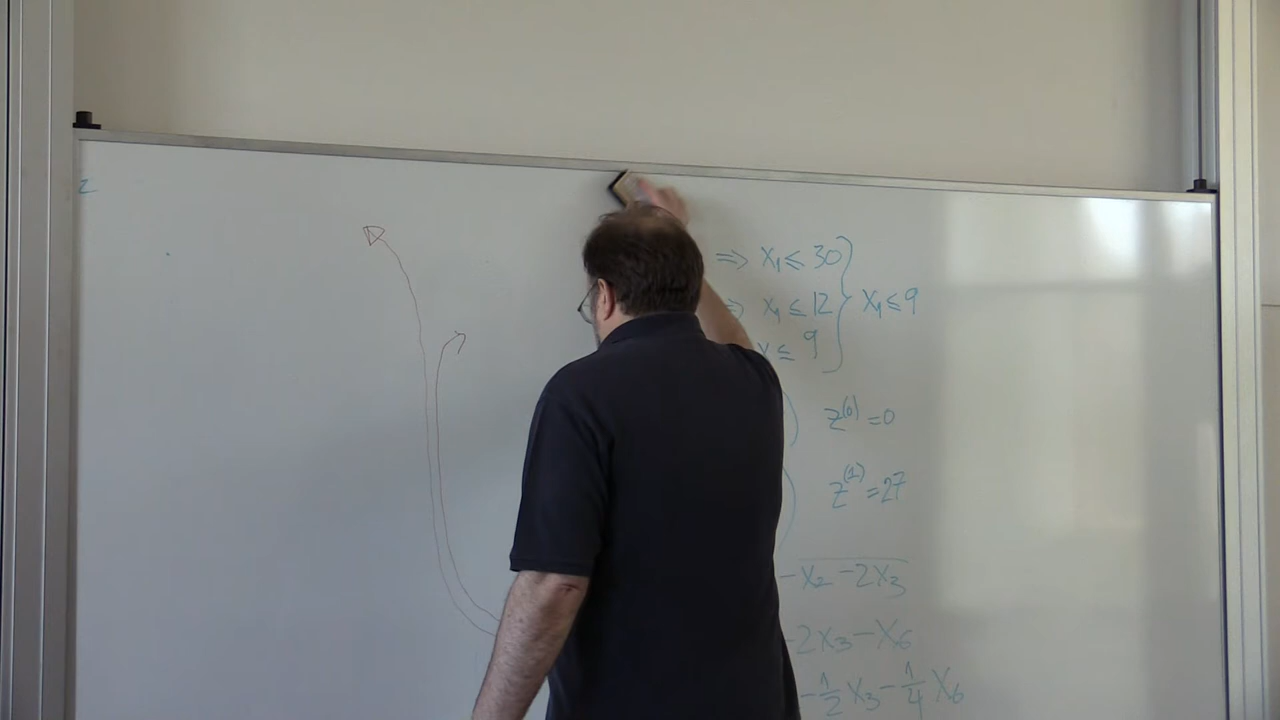 z
⇒ x₁ ≤ 30
⇒ x₁ ≤ 12 } x₁ ≤ 9
x ≤ 9
) z⁽⁰⁾ = 0
) z⁽¹⁾ = 27
- x₂ - 2x₃
- 2x₃ - x₆
- 1/2 x₃ - 1/4 x₆